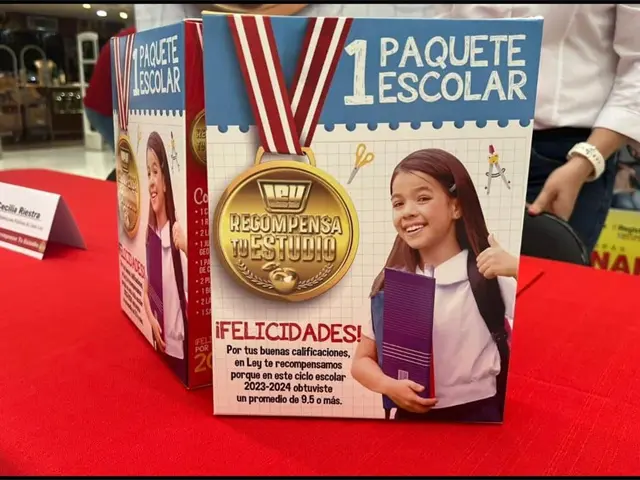 1 PAQUETE
ESCOLAR
LEY
RECOMPENSA
TU ESTUDIO
¡FELICIDADES!
Por tus buenas calificaciones,
en Ley te recompensamos
porque en este ciclo escolar
2023-2024 obtuviste
un promedio de 9.5 o más.
1 PAQUETE
ESCOLAR
Cecilia Riestra